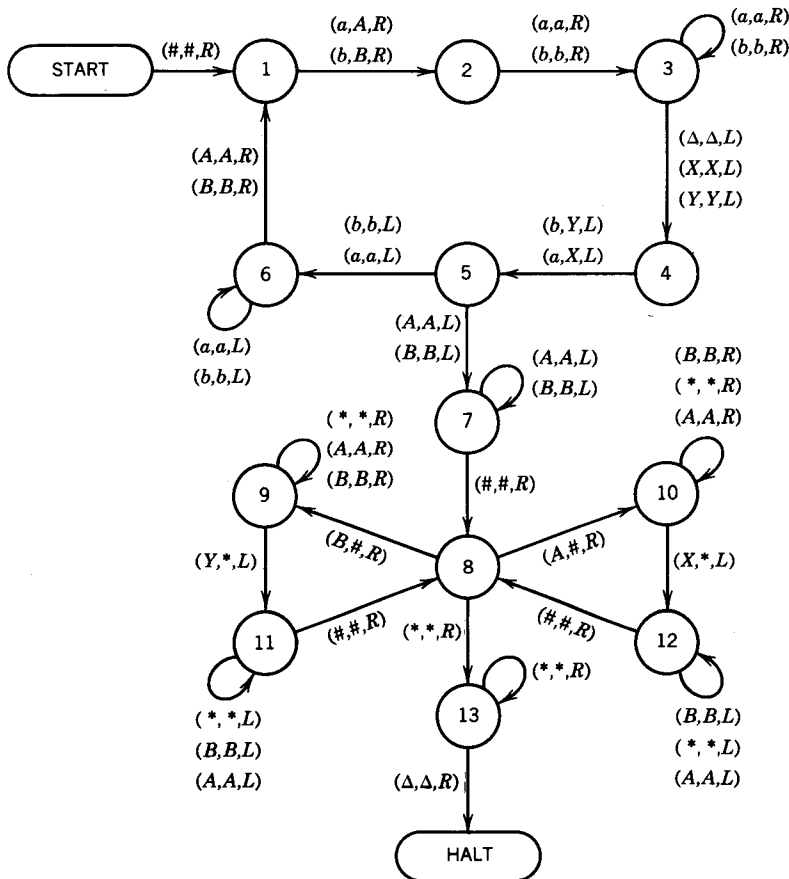 (#,#,R)
(a,A,R)
(b,B,R)
(a,a,R)
(b,b,R)
(a,a,R)
(b,b,R)
START
1
2
3
(A,A,R)
(B,B,R)
(Δ,Δ,L)
(X,X,L)
(Y,Y,L)
(b,b,L)
(a,a,L)
(b,Y,L)
(a,X,L)
6
5
4
(a,a,L)
(b,b,L)
(A,A,L)
(B,B,L)
(A,A,L)
(B,B,L)
(B,B,R)
(*,*,R)
(A,A,R)
7
(*,*,R)
(A,A,R)
(B,B,R)
9
(#,#,R)
10
(Y,*,L)
(B,#,R)
8
(A,#,R)
(X,*,L)
11
(#,#,R)
(*,*,R)
(#,#,R)
12
(*,*,L)
(B,B,L)
(A,A,L)
13
(*,*,R)
(B,B,L)
(*,*,L)
(A,A,L)
(Δ,Δ,R)
HALT